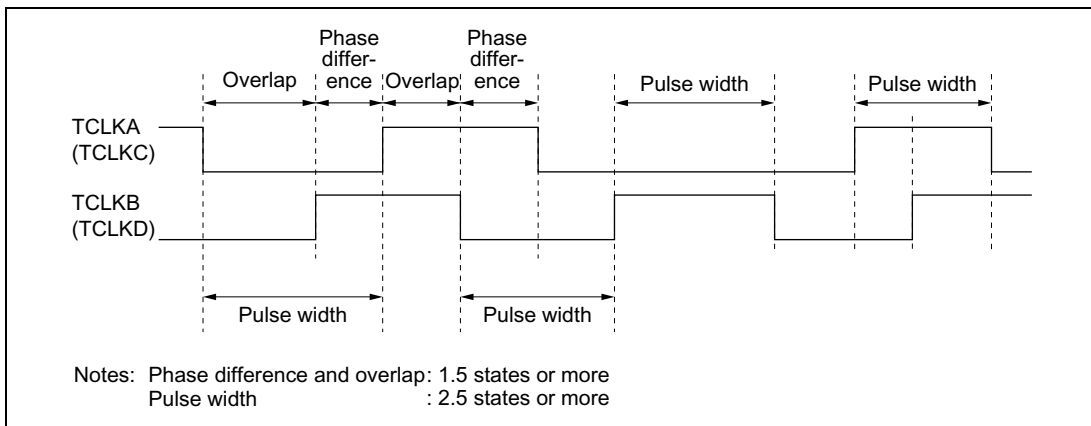 Phase
differ-
ence
Phase
differ-
ence
Overlap
Overlap
Pulse width
Pulse width
TCLKA
(TCLKC)
TCLKB
(TCLKD)
Pulse width
Pulse width
Notes: Phase difference and overlap : 1.5 states or more
Pulse width : 2.5 states or more